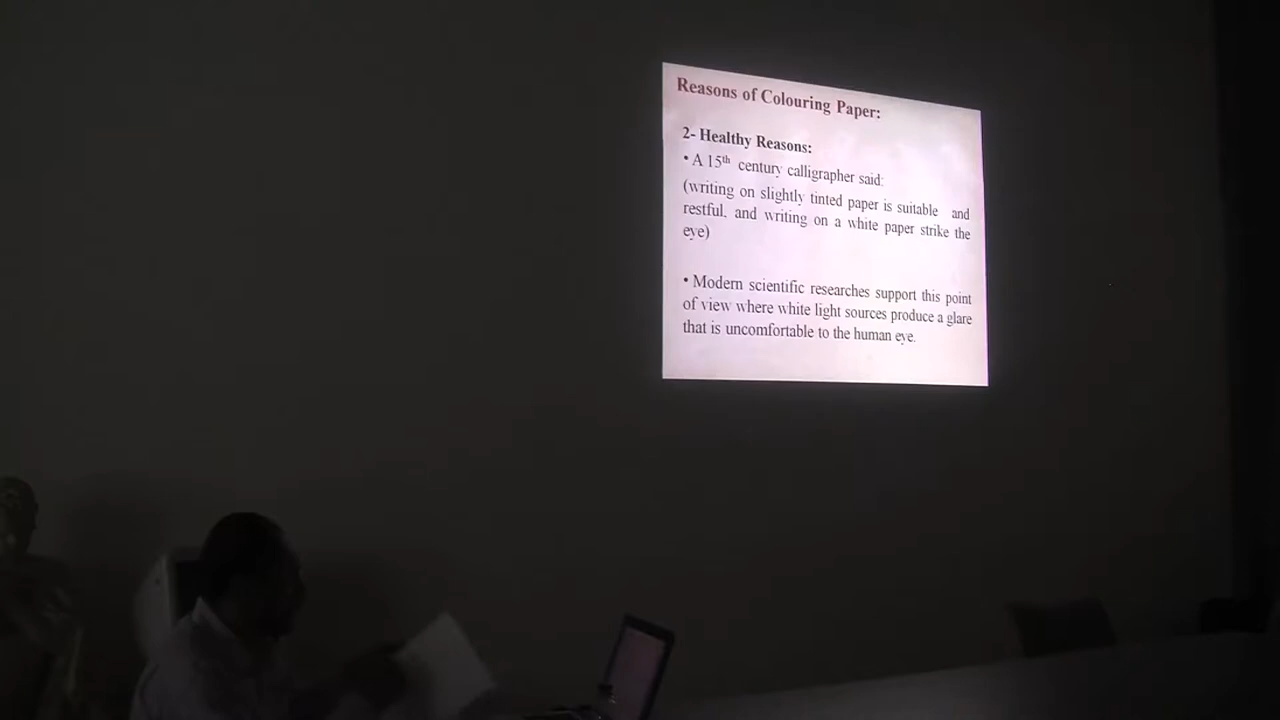 Reasons of Colouring Paper:
2- Healthy Reasons:
• A 15th century calligrapher said:
(writing on slightly tinted paper is suitable and
restful, and writing on a white paper strike the
eye)
• Modern scientific researches support this point
of view where white light sources produce a glare
that is uncomfortable to the human eye.